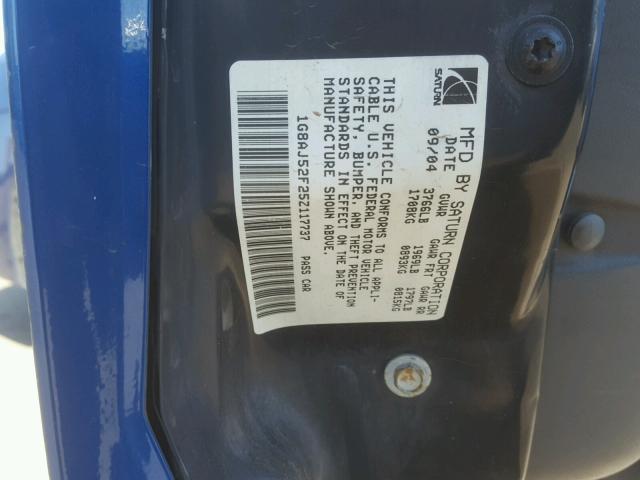 SATURN
MFD BY SATURN CORPORATION
DATE GVWR GAWR FRT GAWR RR
09/04 3766LB 1969LB 1797LB
1708KG 0893KG 0815KG
THIS VEHICLE CONFORMS TO ALL APPLI-
CABLE U.S. FEDERAL MOTOR VEHICLE
SAFETY, BUMPER, AND THEFT PREVENTION
STANDARDS IN EFFECT ON THE DATE OF
MANUFACTURE SHOWN ABOVE.
1G8AJ52F25Z117737 PASS CAR